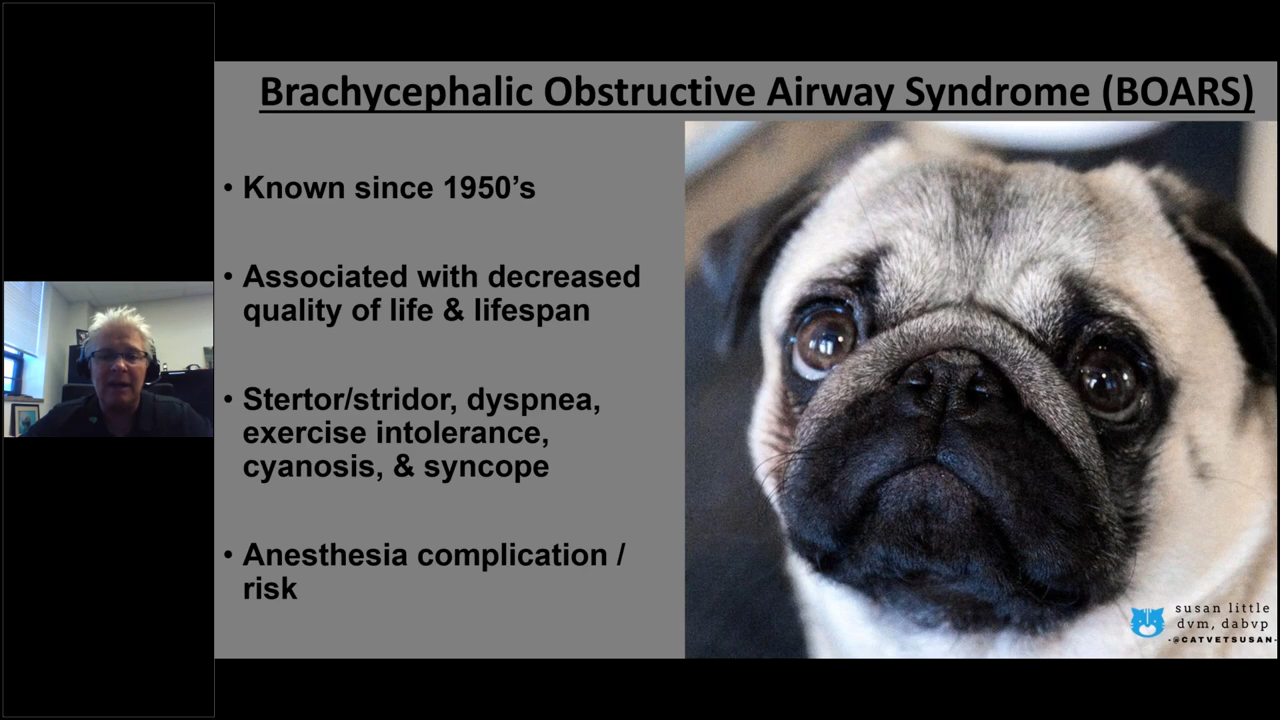 Brachycephalic Obstructive Airway Syndrome (BOARS)
• Known since 1950’s
• Associated with decreased
quality of life & lifespan
• Stertor/stridor, dyspnea,
exercise intolerance,
cyanosis, & syncope
• Anesthesia complication /
risk
susan little
dvm, dabvp
-@CATVETSUSAN-